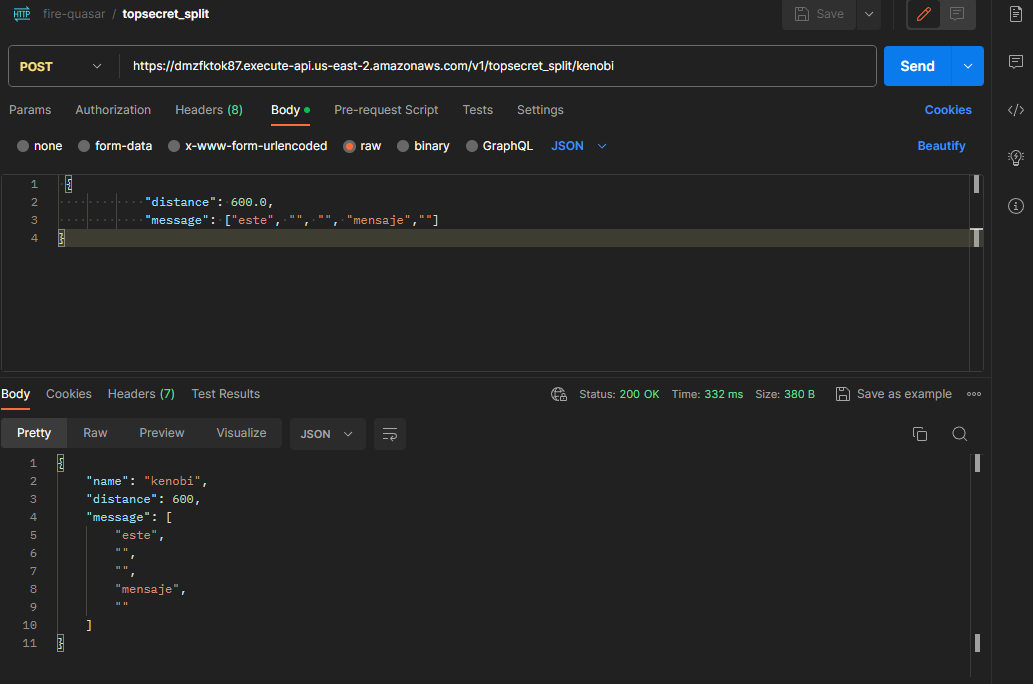 HTTP fire-quasar / topsecret_split Save
POST https://dmzfktok87.execute-api.us-east-2.amazonaws.com/v1/topsecret_split/kenobi Send
Params Authorization Headers (8) Body Pre-request Script Tests Settings Cookies
none form-data x-www-form-urlencoded raw binary GraphQL JSON Beautify
1 {
2 "distance": 600.0,
3 "message": ["este", "", "", "mensaje",""]
4 }
Body Cookies Headers (7) Test Results Status: 200 OK Time: 332 ms Size: 380 B Save as example
Pretty Raw Preview Visualize JSON
1 {
2 "name": "kenobi",
3 "distance": 600,
4 "message": [
5 "este",
6 "",
7 "",
8 "mensaje",
9 ""
10 ]
11 }